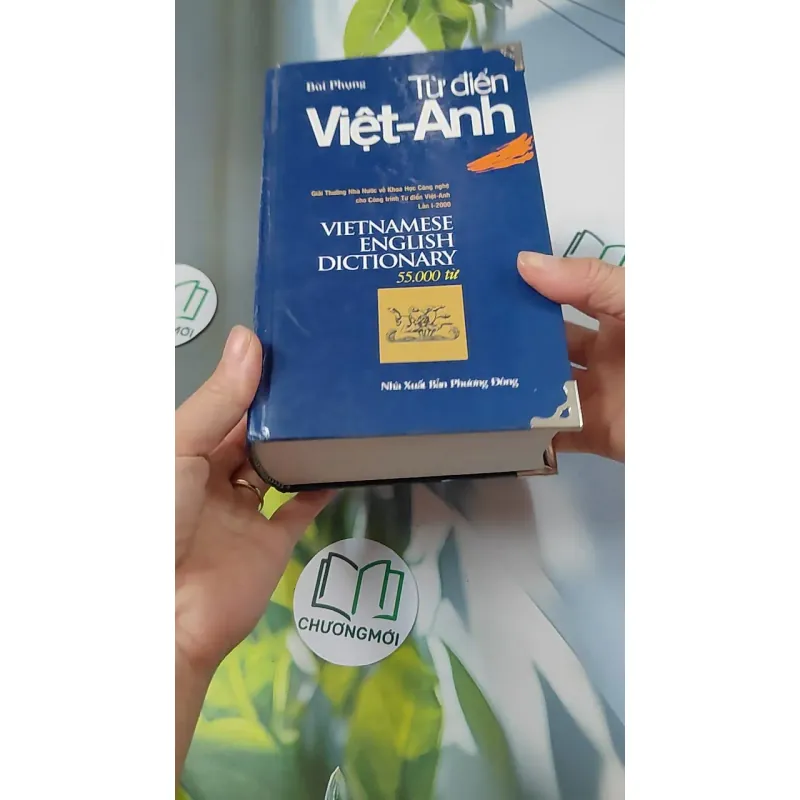 Bùi Phụng
Từ điển
Việt-Anh
Giải Thưởng Nhà Nước về Khoa Học Công nghệ
cho Công trình Từ điển Việt-Anh
Lần I-2000
VIETNAMESE
ENGLISH
DICTIONARY
55.000 từ
Nhà Xuất Bản Phương Đông
MỚI
CHƯƠNGMỚI